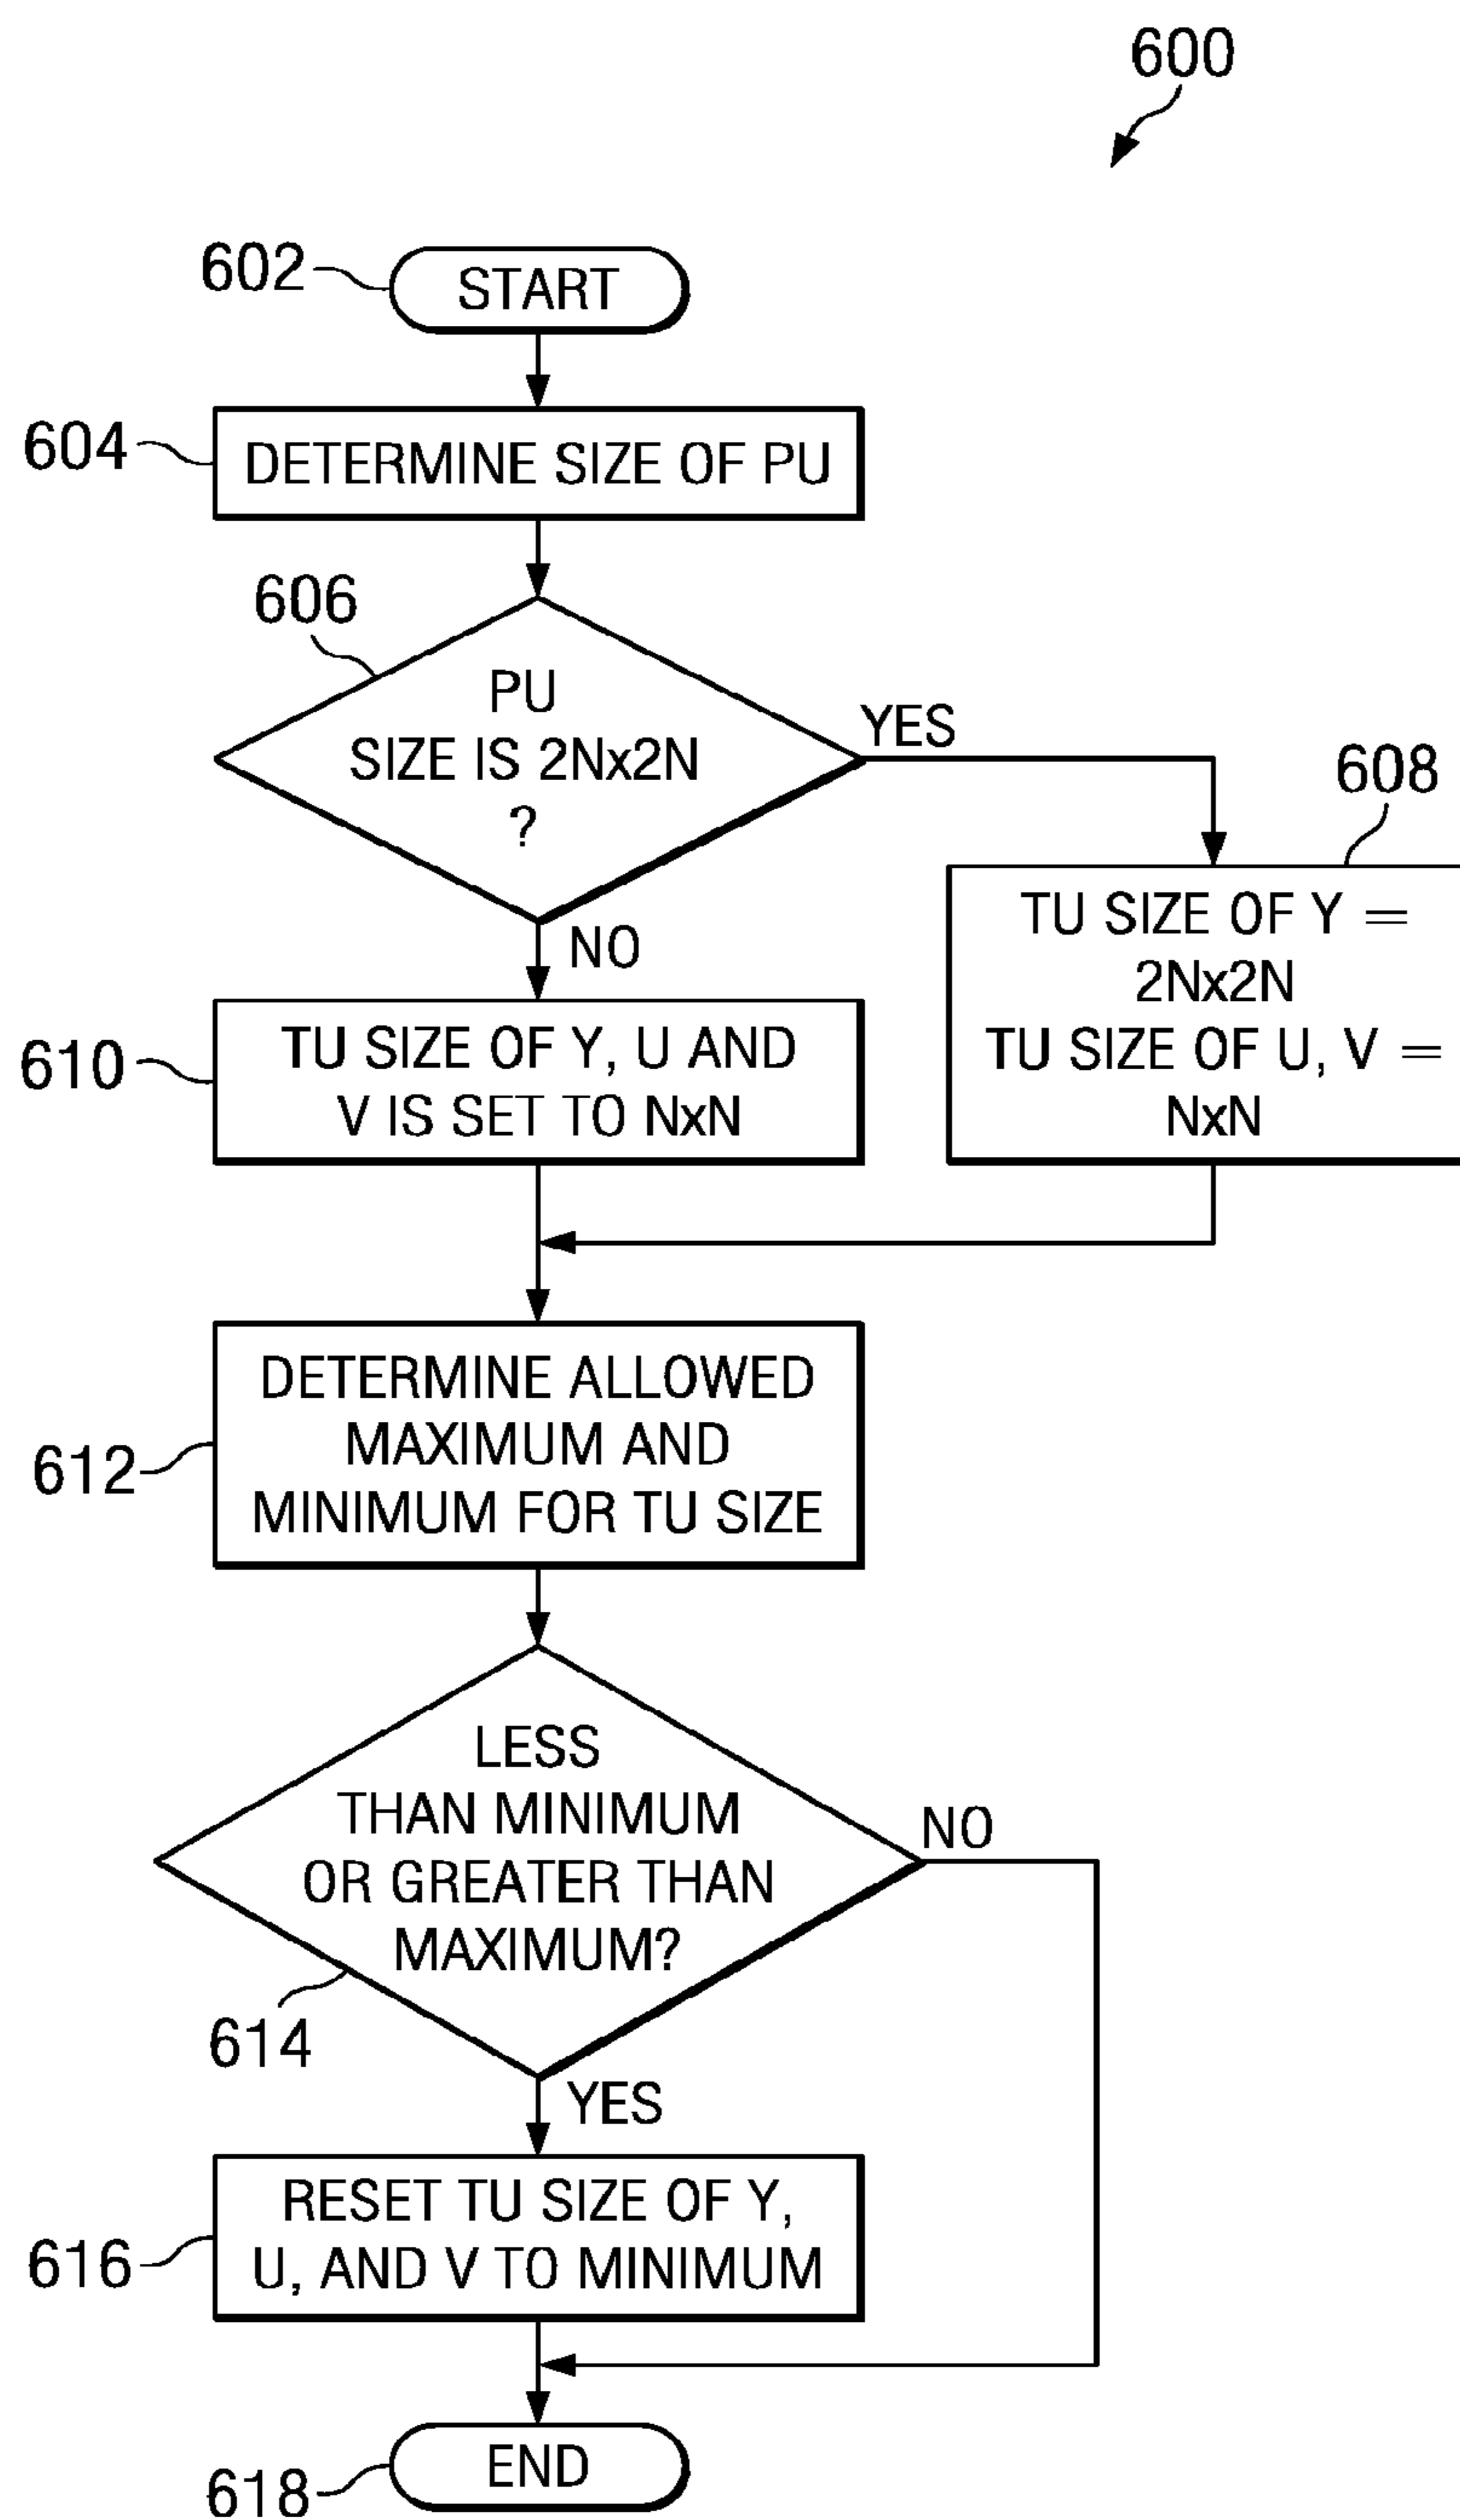 600
602
START
604
DETERMINE SIZE OF PU
606
PU
SIZE IS 2Nx2N
?
YES
608
TU SIZE OF Y =
2Nx2N
TU SIZE OF U, V =
NxN
NO
610
TU SIZE OF Y, U AND
V IS SET TO NxN
612
DETERMINE ALLOWED
MAXIMUM AND
MINIMUM FOR TU SIZE
LESS
THAN MINIMUM
OR GREATER THAN
MAXIMUM?
NO
614
YES
616
RESET TU SIZE OF Y,
U, AND V TO MINIMUM
618
END